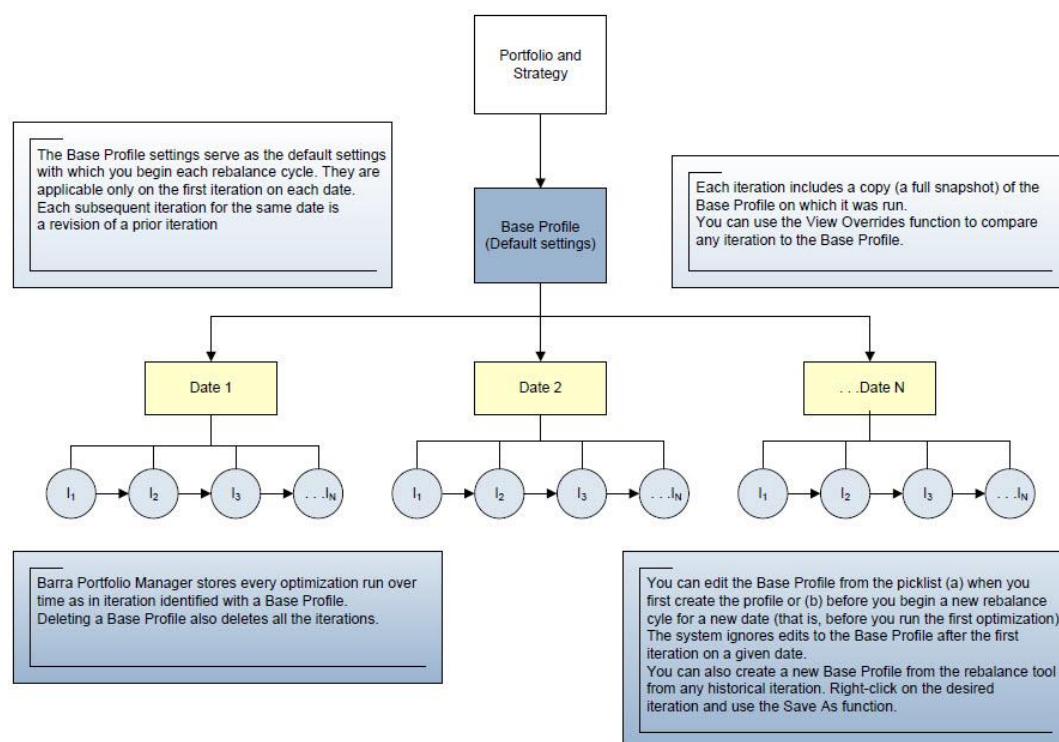 Portfolio and
Strategy
The Base Profile settings serve as the default settings
with which you begin each rebalance cycle. They are
applicable only on the first iteration on each date.
Each subsequent iteration for the same date is
a revision of a prior iteration
Base Profile
(Default settings)
Each iteration includes a copy (a full snapshot) of the
Base Profile on which it was run.
You can use the View Overrides function to compare
any iteration to the Base Profile.
Date 1
Date 2
. . .Date N
I₁
I₂
I₃
. . .Iɴ
I₁
I₂
I₃
. . .Iɴ
I₁
I₂
I₃
. . .Iɴ
Barra Portfolio Manager stores every optimization run over
time as in iteration identified with a Base Profile.
Deleting a Base Profile also deletes all the iterations.
You can edit the Base Profile from the picklist (a) when you
first create the profile or (b) before you begin a new rebalance
cyle for a new date (that is, before you run the first optimization)
The system ignores edits to the Base Profile after the first
iteration on a given date.
You can also create a new Base Profile from the rebalance tool
from any historical iteration. Right-click on the desired
iteration and use the Save As function.